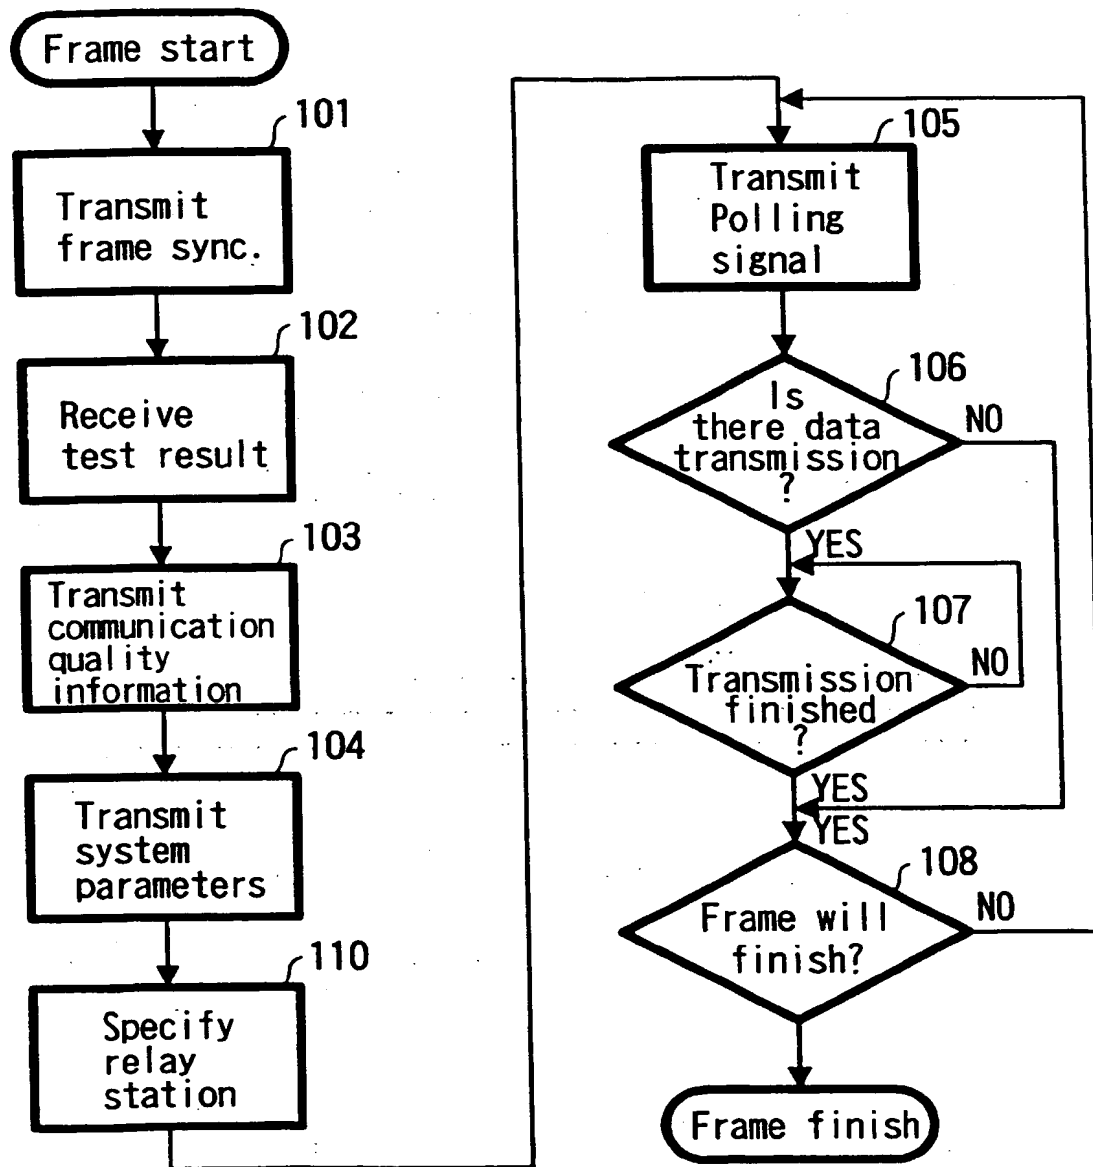 Frame start
101
Transmit
frame sync.
102
Receive
test result
103
Transmit
communication
quality
information
104
Transmit
system
parameters
110
Specify
relay
station
105
Transmit
Polling
signal
106
Is
there data
transmission
?
NO
YES
107
Transmission
finished
?
NO
YES
YES
108
Frame will
finish?
NO
Frame finish